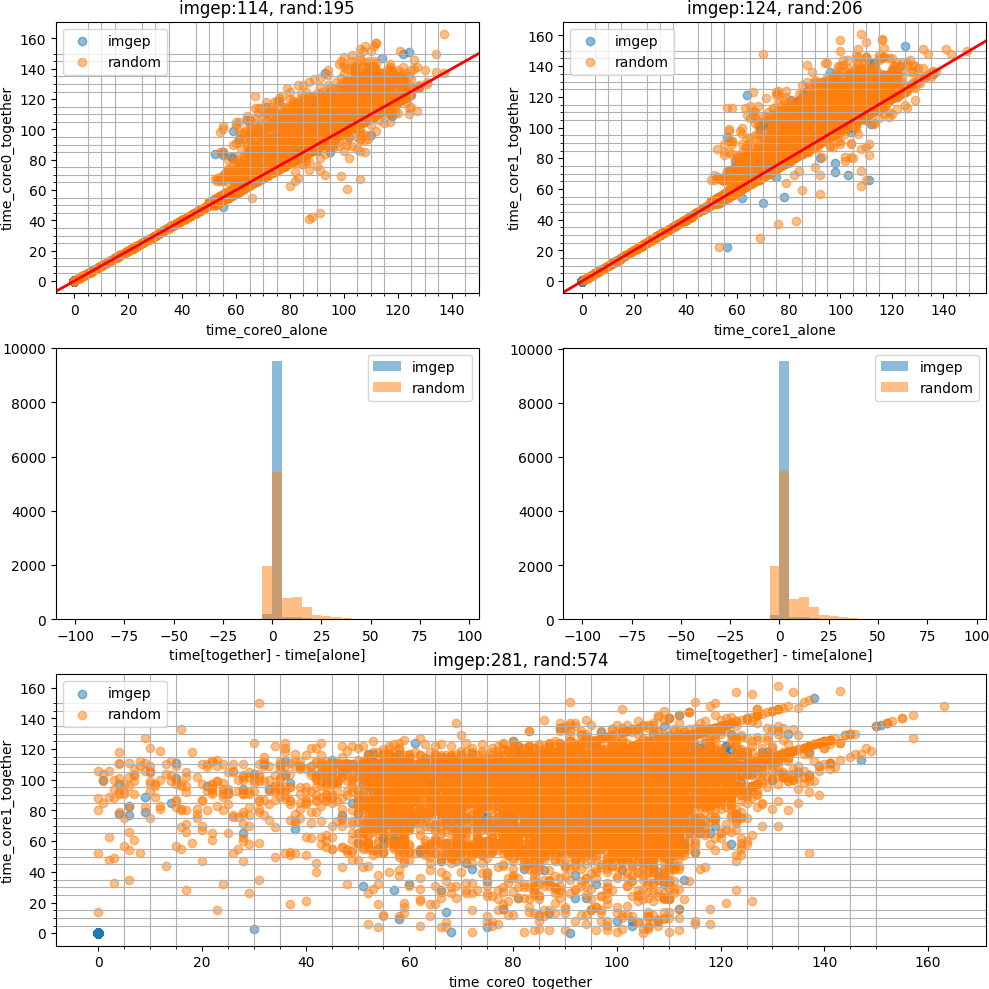 imgep:114, rand:195
imgep
random
time_core0_together
160
140
120
100
80
60
40
20
0
0 20 40 60 80 100 120 140
time_core0_alone
imgep:124, rand:206
imgep
random
time_core1_together
160
140
120
100
80
60
40
20
0
0 20 40 60 80 100 120 140
time_core1_alone
imgep
random
10000
8000
6000
4000
2000
0
−100 −75 −50 −25 0 25 50 75 100
time[together] - time[alone]
imgep
random
10000
8000
6000
4000
2000
0
−100 −75 −50 −25 0 25 50 75 100
time[together] - time[alone]
imgep:281, rand:574
imgep
random
time_core1_together
160
140
120
100
80
60
40
20
0
0 20 40 60 80 100 120 140 160
time_core0_together